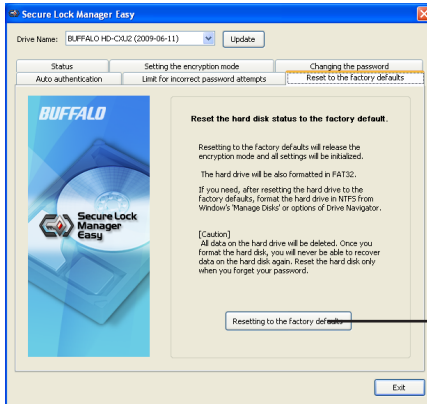 Secure Lock Manager Easy
Drive Name: BUFFALO HD-CXU2 (2009-06-11) Update
Status Setting the encryption mode Changing the password
Auto authentication Limit for incorrect password attempts Reset to the factory defaults
BUFFALO
Secure Lock
Manager
Easy
Reset the hard disk status to the factory default.
Resetting to the factory defaults will release the
encryption mode and all settings will be initialized.
The hard drive will be also formatted in FAT32.
If you need, after resetting the hard drive to the
factory defaults, format the hard drive in NTFS from
Window's 'Manage Disks' or options of Drive Navigator.
[Caution]
All data on the hard drive will be deleted. Once you
format the hard disk, you will never be able to recover
data on the hard disk again. Reset the hard disk only
when you forget your password.
Resetting to the factory defaults
Exit